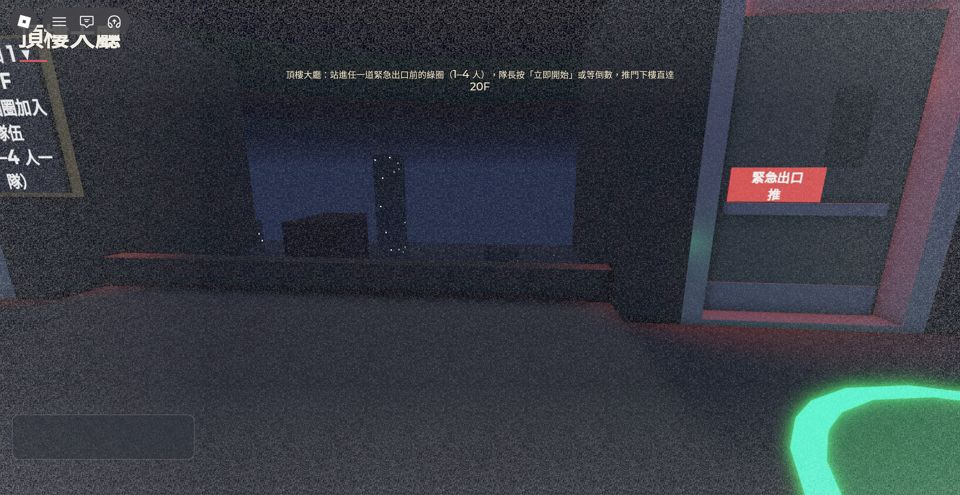 頂樓大廳
頂樓大廳：站進任一道緊急出口前的綠圈（1–4 人），隊長按「立即開始」或等倒數，推門下樓直達
20F
F
圈加入
隊伍
–4 人一
隊)
緊急出口
推